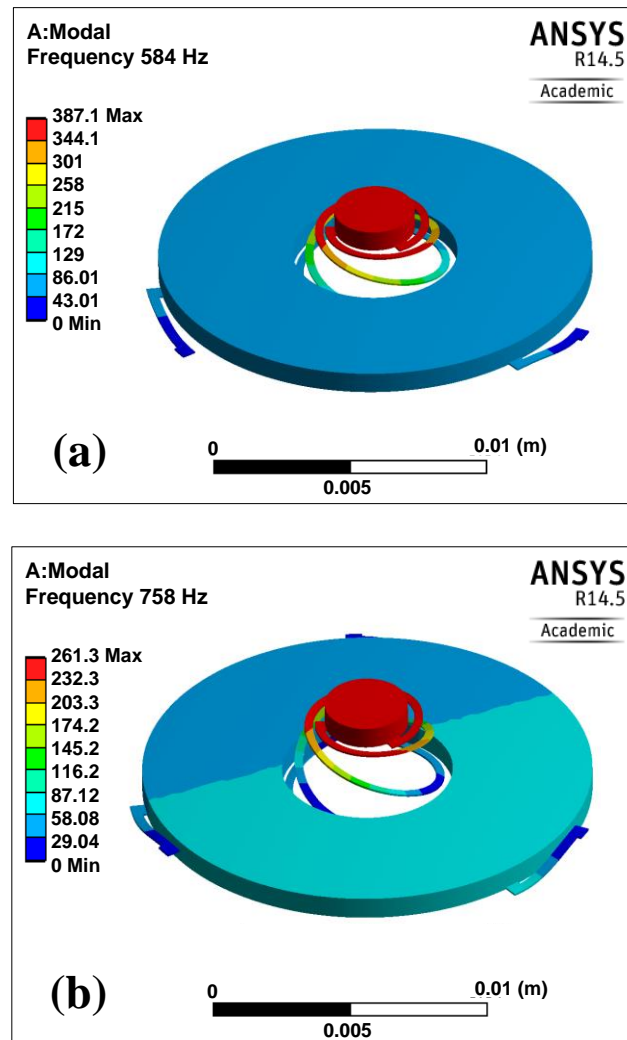 A:Modal
Frequency 584 Hz
ANSYS
R14.5
Academic
387.1 Max
344.1
301
258
215
172
129
86.01
43.01
0 Min
(a)
0
0.01 (m)
0.005
A:Modal
Frequency 758 Hz
ANSYS
R14.5
Academic
261.3 Max
232.3
203.3
174.2
145.2
116.2
87.12
58.08
29.04
0 Min
(b)
0
0.01 (m)
0.005